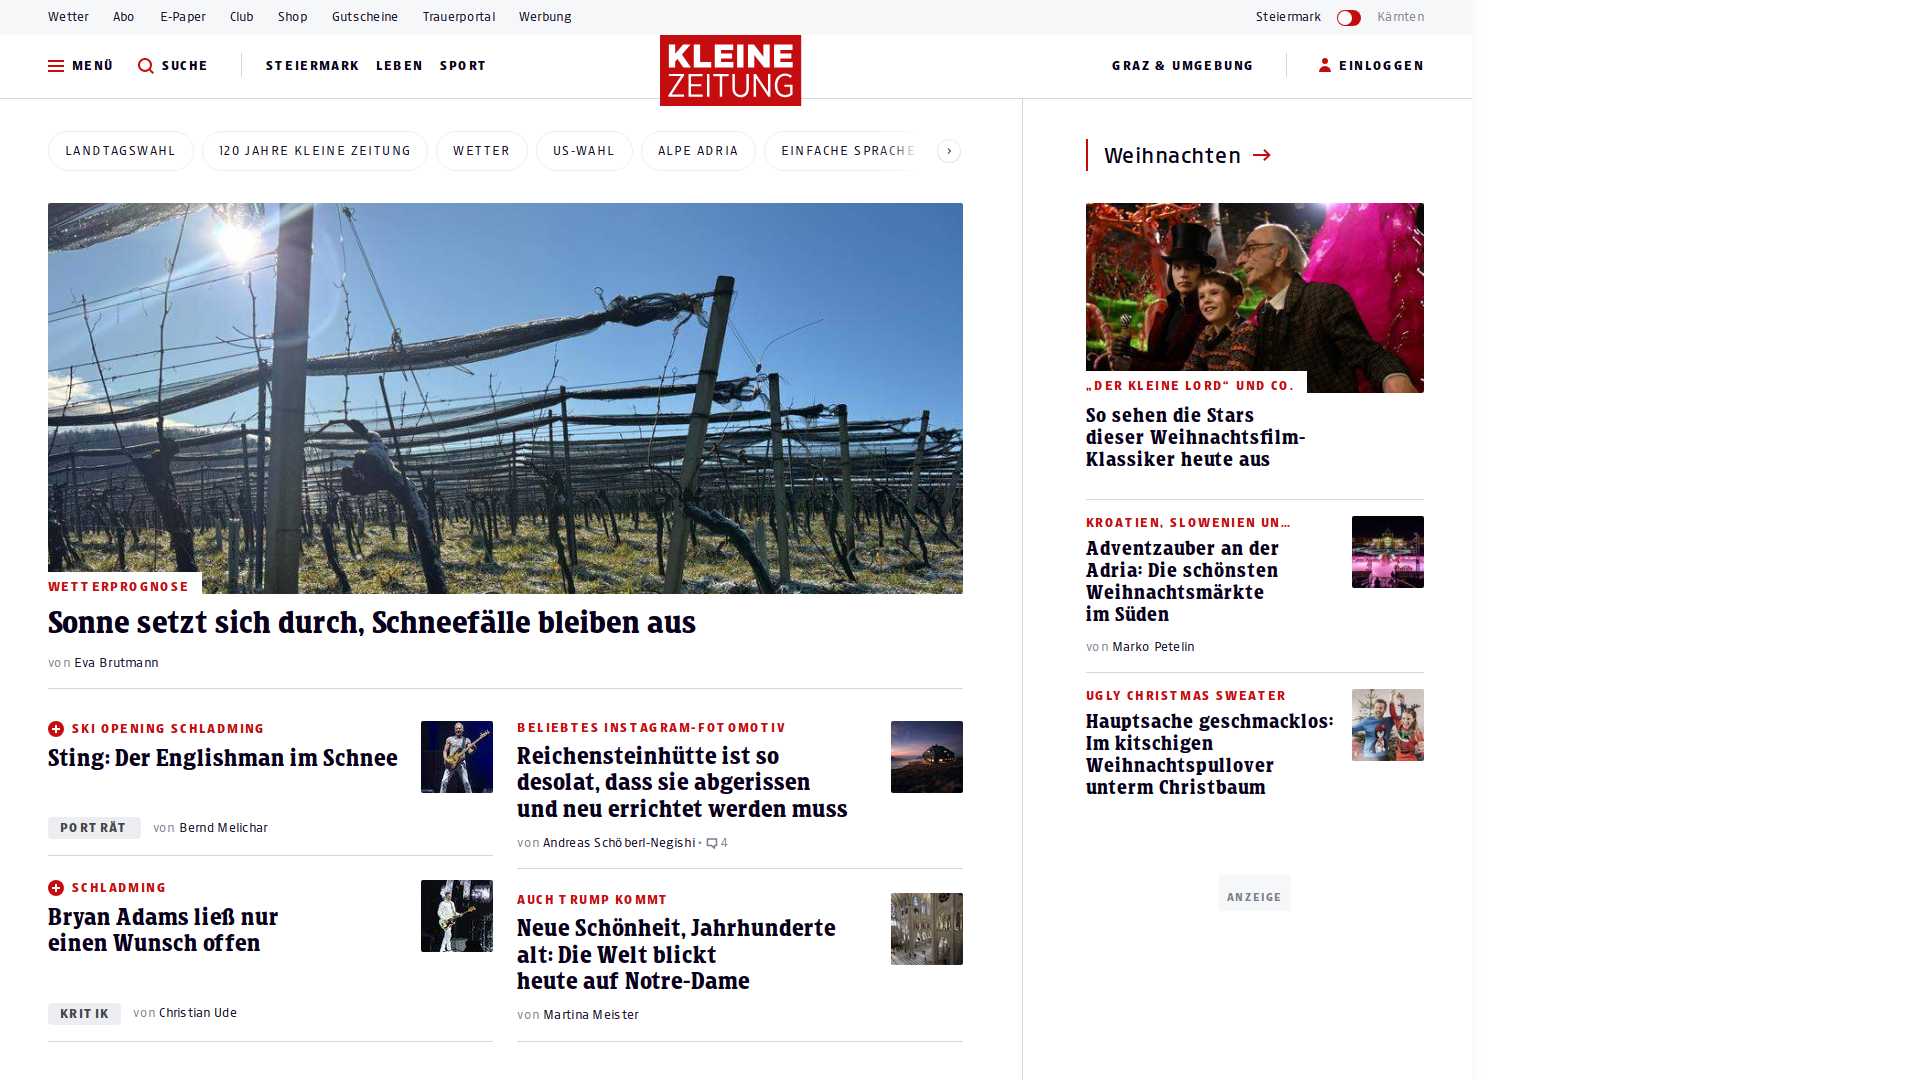 Wetter Abo E-Paper Club Shop Gutscheine Trauerportal Werbung
Steiermark Kärnten
MENÜ SUCHE STEIERMARK LEBEN SPORT
KLEINE
ZEITUNG
GRAZ & UMGEBUNG EINLOGGEN
LANDTAGSWAHL 120 JAHRE KLEINE ZEITUNG WETTER US-WAHL ALPE ADRIA EINFACHE SPRACHE
WETTERPROGNOSE
Sonne setzt sich durch, Schneefälle bleiben aus
von Eva Brutmann
SKI OPENING SCHLADMING
Sting: Der Englishman im Schnee
PORTRÄT von Bernd Melichar
SCHLADMING
Bryan Adams ließ nur
einen Wunsch offen
KRITIK von Christian Ude
BELIEBTES INSTAGRAM-FOTOMOTIV
Reichensteinhütte ist so
desolat, dass sie abgerissen
und neu errichtet werden muss
von Andreas Schöberl-Negishi • 4
AUCH TRUMP KOMMT
Neue Schönheit, Jahrhunderte
alt: Die Welt blickt
heute auf Notre-Dame
von Martina Meister
Weihnachten
„DER KLEINE LORD“ UND CO.
So sehen die Stars
dieser Weihnachtsfilm-
Klassiker heute aus
KROATIEN, SLOWENIEN UN…
Adventzauber an der
Adria: Die schönsten
Weihnachtsmärkte
im Süden
von Marko Petelin
UGLY CHRISTMAS SWEATER
Hauptsache geschmacklos:
Im kitschigen
Weihnachtspullover
unterm Christbaum
ANZEIGE